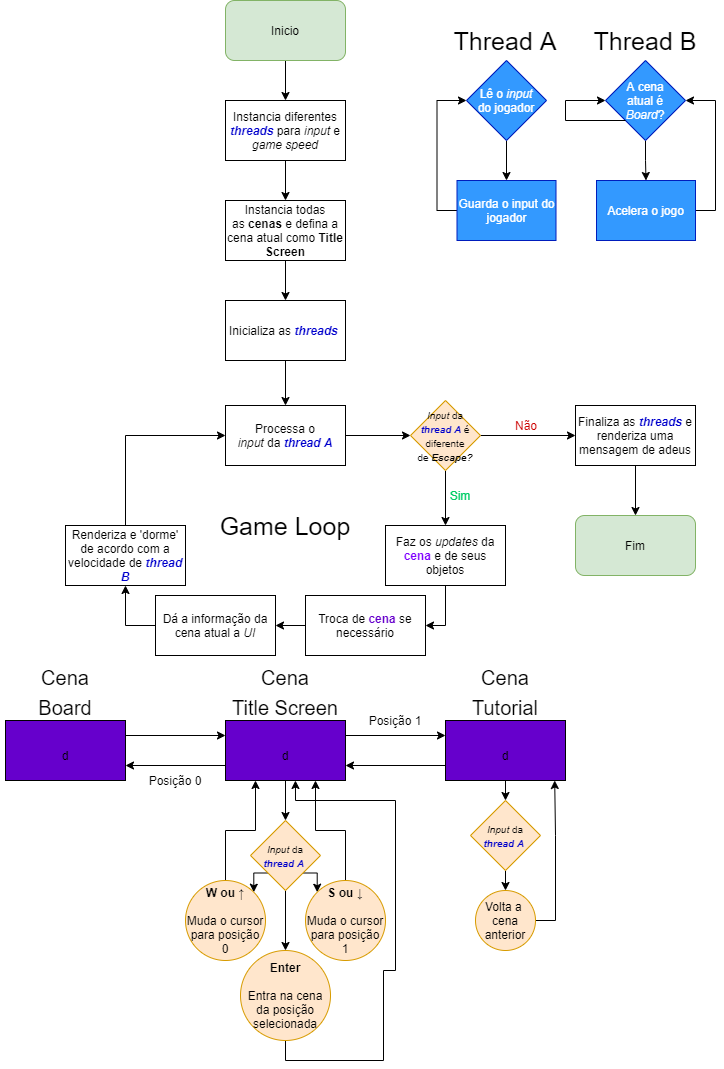 Inicio
Thread A
Thread B
Lê o input
do jogador
A cena
atual é
Board?
Instancia diferentes
threads para input e
game speed
Guarda o input do
jogador
Acelera o jogo
Instancia todas
as cenas e defina a
cena atual como Title
Screen
Inicializa as threads
Processa o
input da thread A
Input da
thread A é
diferente
de Escape?
Não
Finaliza as threads e
renderiza uma
mensagem de adeus
Sim
Game Loop
Renderiza e 'dorme'
de acordo com a
velocidade de thread
B
Faz os updates da
cena e de seus
objetos
Fim
Dá a informação da
cena atual a UI
Troca de cena se
necessário
Cena
Board
Cena
Title Screen
Cena
Tutorial
Posição 1
d
d
d
Posição 0
Input da
thread A
Input da
thread A
W ou ↑
Muda o cursor
para posição
0
S ou ↓
Muda o cursor
para posição
1
Volta a
cena
anterior
Enter
Entra na cena
da posição
selecionada